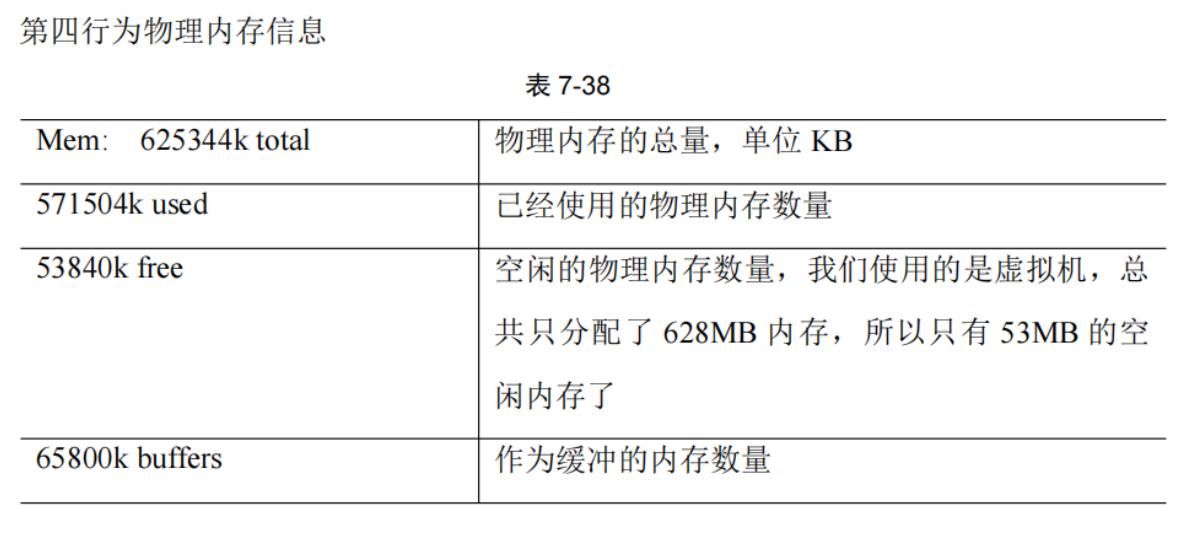 第四行为物理内存信息
表 7-38
Mem: 625344k total 物理内存的总量，单位 KB
571504k used 已经使用的物理内存数量
53840k free 空闲的物理内存数量，我们使用的是虚拟机，总
共只分配了 628MB 内存，所以只有 53MB 的空
闲内存了
65800k buffers 作为缓冲的内存数量